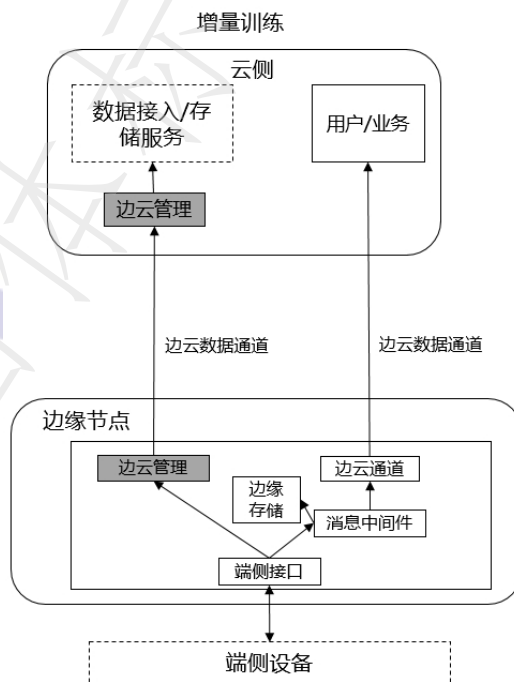 增量训练
云侧
数据接入/存
储服务
用户/业务
边云管理
边云数据通道
边云数据通道
边缘节点
边云管理
边云通道
边缘
存储
消息中间件
端侧接口
端侧设备